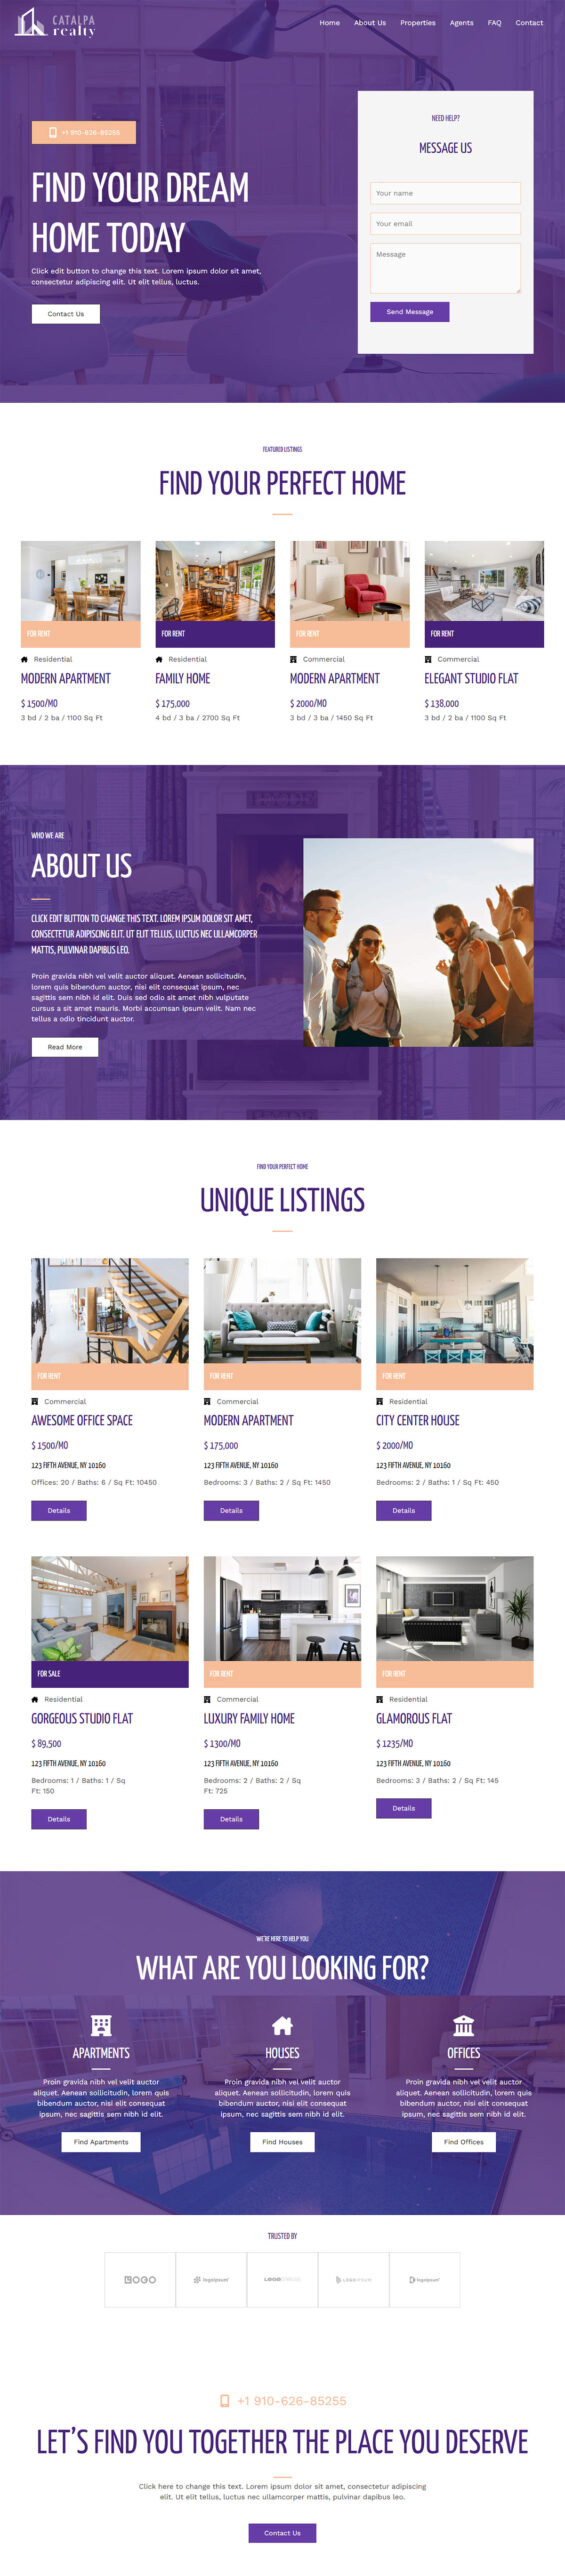 CATALPA
realty
Home About Us Properties Agents FAQ Contact
+1 910-626-85255
FIND YOUR DREAM
HOME TODAY
Click edit button to change this text. Lorem ipsum dolor sit amet,
consectetur adipiscing elit. Ut elit tellus, luctus.
Contact Us
NEED HELP?
MESSAGE US
Your name
Your email
Message
Send Message
FEATURED LISTINGS
FIND YOUR PERFECT HOME
FOR RENT
Residential
MODERN APARTMENT
$ 1500/MO
3 bd / 2 ba / 1100 Sq Ft
FOR RENT
Residential
FAMILY HOME
$ 175,000
4 bd / 3 ba / 2700 Sq Ft
FOR RENT
Commercial
MODERN APARTMENT
$ 2000/MO
3 bd / 3 ba / 1450 Sq Ft
FOR RENT
Commercial
ELEGANT STUDIO FLAT
$ 138,000
3 bd / 2 ba / 1100 Sq Ft
WHO WE ARE
ABOUT US
CLICK EDIT BUTTON TO CHANGE THIS TEXT. LOREM IPSUM DOLOR SIT AMET,
CONSECTETUR ADIPISCING ELIT. UT ELIT TELLUS, LUCTUS NEC ULLAMCORPER
MATTIS, PULVINAR DAPIBUS LEO.
Proin gravida nibh vel velit auctor aliquet. Aenean sollicitudin,
lorem quis bibendum auctor, nisi elit consequat ipsum, nec
sagittis sem nibh id elit. Duis sed odio sit amet nibh vulputate
cursus a sit amet mauris. Morbi accumsan ipsum velit. Nam nec
tellus a odio tincidunt auctor.
Read More
FIND YOUR PERFECT HOME
UNIQUE LISTINGS
FOR RENT
Commercial
AWESOME OFFICE SPACE
$ 1500/MO
123 FIFTH AVENUE, NY 10160
Offices: 20 / Baths: 6 / Sq Ft: 10450
Details
FOR RENT
Commercial
MODERN APARTMENT
$ 175,000
123 FIFTH AVENUE, NY 10160
Bedrooms: 3 / Baths: 2 / Sq Ft: 1450
Details
FOR RENT
Residential
CITY CENTER HOUSE
$ 2000/MO
123 FIFTH AVENUE, NY 10160
Bedrooms: 2 / Baths: 1 / Sq Ft: 450
Details
FOR SALE
Residential
GORGEOUS STUDIO FLAT
$ 89,500
123 FIFTH AVENUE, NY 10160
Bedrooms: 1 / Baths: 1 / Sq
Ft: 150
Details
FOR RENT
Commercial
LUXURY FAMILY HOME
$ 1300/MO
123 FIFTH AVENUE, NY 10160
Bedrooms: 2 / Baths: 2 / Sq
Ft: 725
Details
FOR RENT
Residential
GLAMOROUS FLAT
$ 1235/MO
123 FIFTH AVENUE, NY 10160
Bedrooms: 3 / Baths: 2 / Sq Ft: 145
Details
WE'RE HERE TO HELP YOU
WHAT ARE YOU LOOKING FOR?
APARTMENTS
Proin gravida nibh vel velit auctor
aliquet. Aenean sollicitudin, lorem quis
bibendum auctor, nisi elit consequat
ipsum, nec sagittis sem nibh id elit.
Find Apartments
HOUSES
Proin gravida nibh vel velit auctor
aliquet. Aenean sollicitudin, lorem quis
bibendum auctor, nisi elit consequat
ipsum, nec sagittis sem nibh id elit.
Find Houses
OFFICES
Proin gravida nibh vel velit auctor
aliquet. Aenean sollicitudin, lorem quis
bibendum auctor, nisi elit consequat
ipsum, nec sagittis sem nibh id elit.
Find Offices
TRUSTED BY
LOGO
logoipsum
LOGO
LOGOIPSUM
logoipsum
+1 910-626-85255
LET'S FIND YOU TOGETHER THE PLACE YOU DESERVE
Click here to change this text. Lorem ipsum dolor sit amet, consectetur adipiscing
elit. Ut elit tellus, luctus nec ullamcorper mattis, pulvinar dapibus leo.
Contact Us